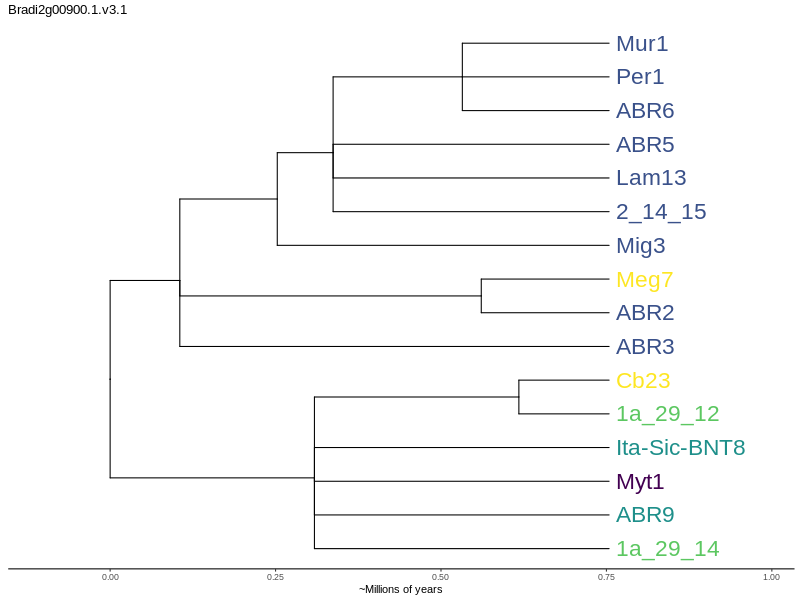 Bradi2g00900.1.v3.1
Mur1
Per1
ABR6
ABR5
Lam13
2_14_15
Mig3
Meg7
ABR2
ABR3
Cb23
1a_29_12
Ita-Sic-BNT8
Myt1
ABR9
1a_29_14
0.00 0.25 0.50 0.75 1.00
~Millions of years